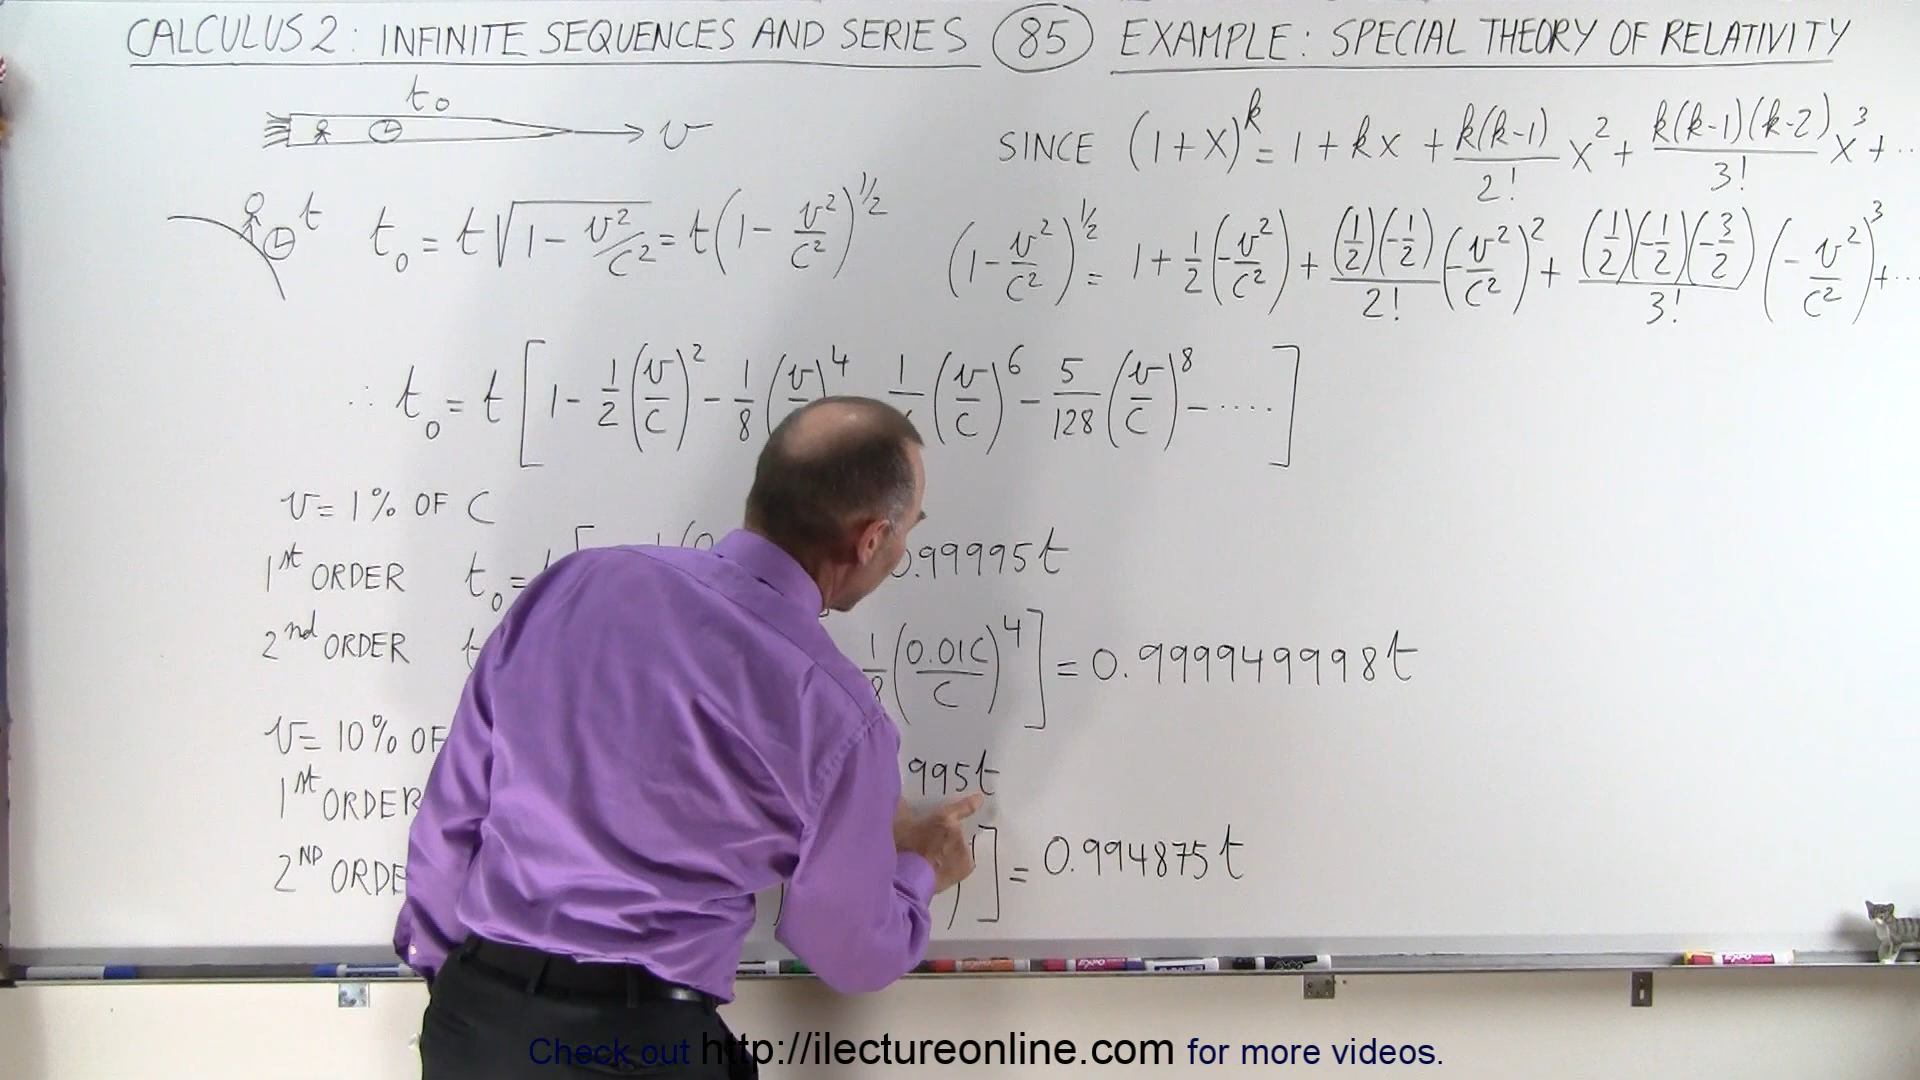 CALCULUS 2: INFINITE SEQUENCES AND SERIES (85) EXAMPLE: SPECIAL THEORY OF RELATIVITY
t₀
v
SINCE (1+x)^k = 1 + kx + k(k-1)/2! x² + k(k-1)(k-2)/3! x³ + ...
t
t₀ = t√(1 - v²/c²) = t(1 - v²/c²)^1/2
(1 - v²/c²)^1/2 = 1 + 1/2(-v²/c²) + (1/2)(-1/2)/2! (-v²/c²)² + (1/2)(-1/2)(-3/2)/3! (-v²/c²)³ + ...
∴ t₀ = t[1 - 1/2(v/c)² - 1/8(v/ )⁴ 1/ (v/c)⁶ - 5/128(v/c)⁸ - ....]
v = 1% OF C
1st ORDER t₀ = 0.99995t
2nd ORDER t 1/8(0.01C/C)⁴] = 0.9999499998t
v = 10% OF
1st ORDER 995t
2ND ORDE ] = 0.994875t
EXPO
EXPO
Check out http://ilectureonline.com for more videos.